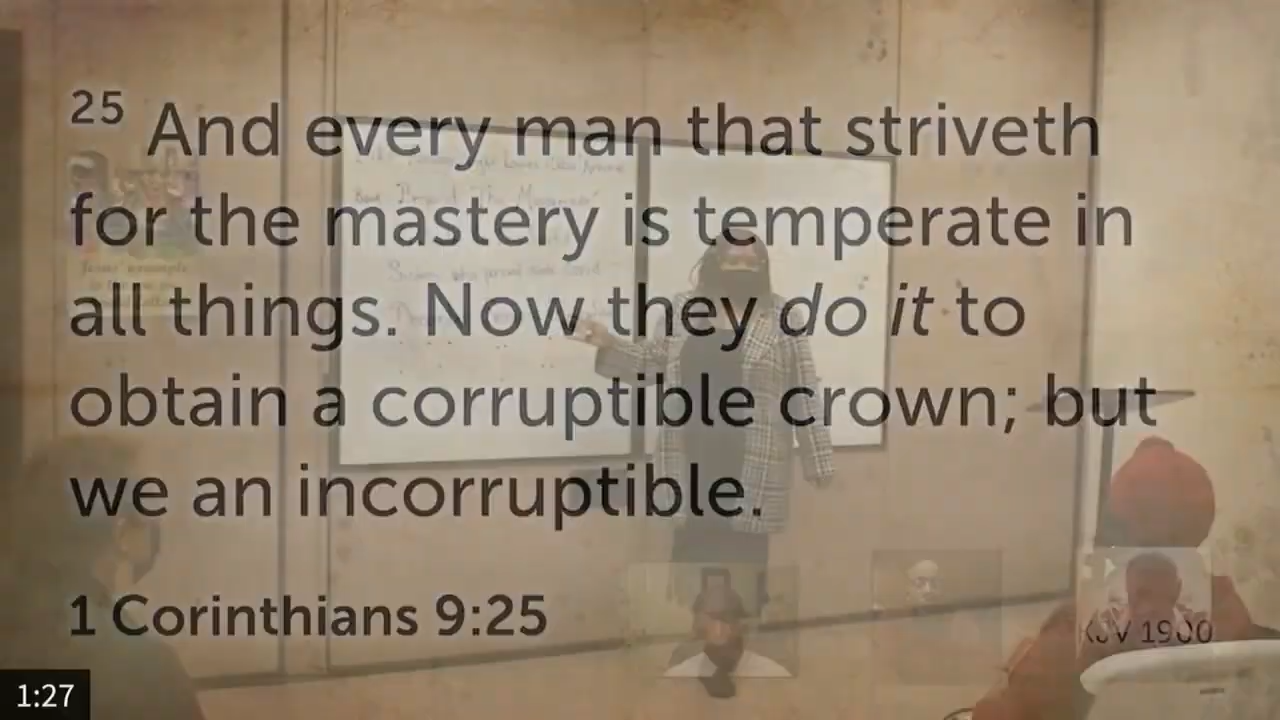 25 And every man that striveth
for the mastery is temperate in
all things. Now they do it to
obtain a corruptible crown; but
we an incorruptible.
1 Corinthians 9:25
KJV 1900
1:27